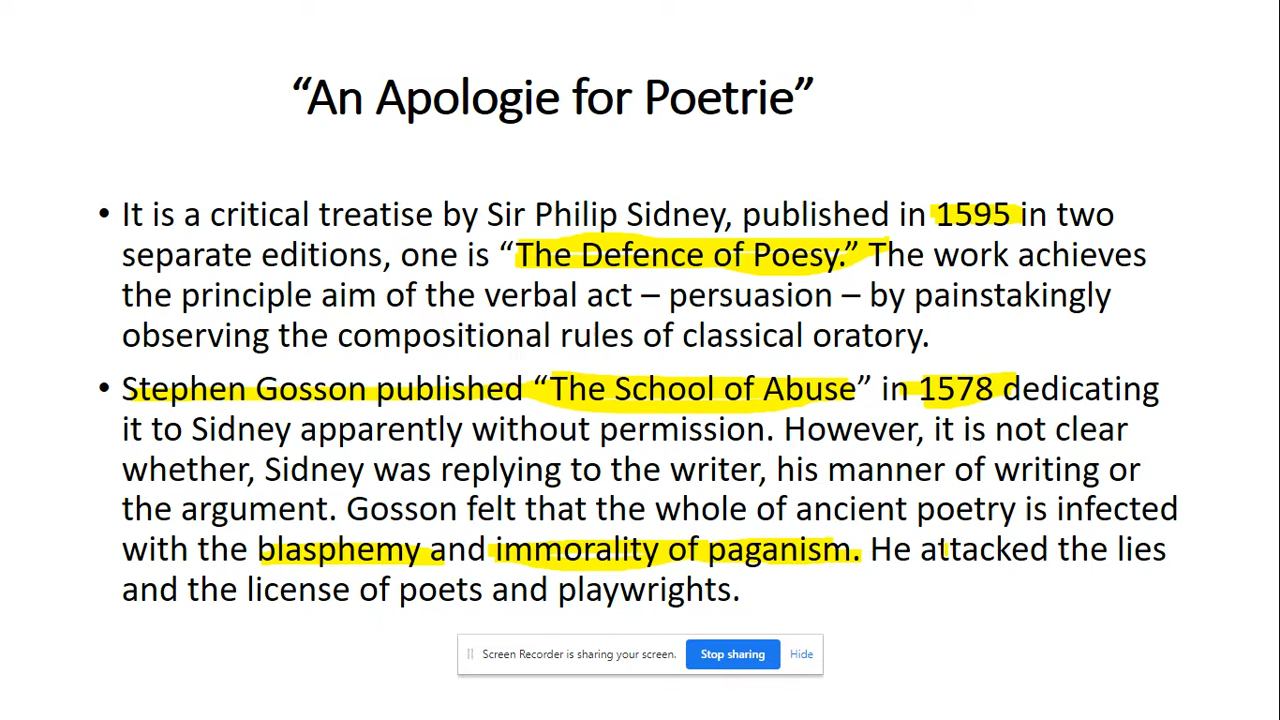 “An Apologie for Poetrie”
• It is a critical treatise by Sir Philip Sidney, published in 1595 in two
separate editions, one is “The Defence of Poesy.” The work achieves
the principle aim of the verbal act – persuasion – by painstakingly
observing the compositional rules of classical oratory.
• Stephen Gosson published “The School of Abuse” in 1578 dedicating
it to Sidney apparently without permission. However, it is not clear
whether, Sidney was replying to the writer, his manner of writing or
the argument. Gosson felt that the whole of ancient poetry is infected
with the blasphemy and immorality of paganism. He attacked the lies
and the license of poets and playwrights.
Screen Recorder is sharing your screen. Stop sharing Hide